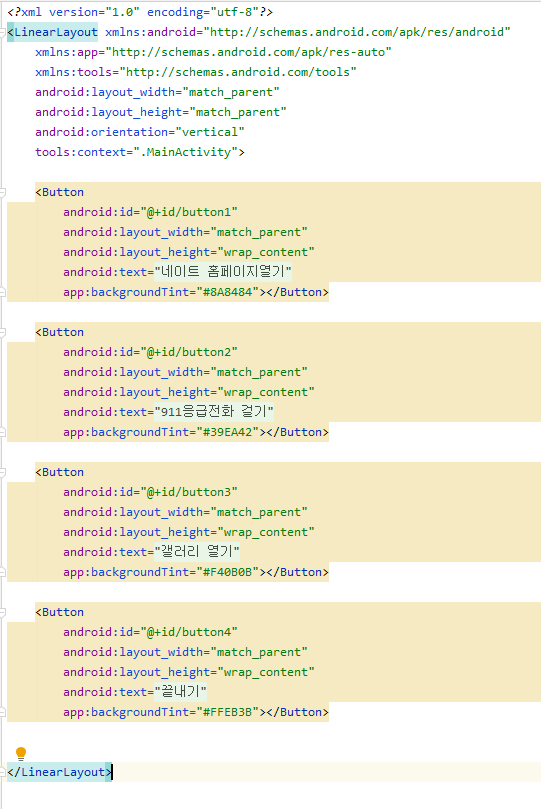 <?xml version="1.0" encoding="utf-8"?>
<LinearLayout xmlns:android="http://schemas.android.com/apk/res/android"
    xmlns:app="http://schemas.android.com/apk/res-auto"
    xmlns:tools="http://schemas.android.com/tools"
    android:layout_width="match_parent"
    android:layout_height="match_parent"
    android:orientation="vertical"
    tools:context=".MainActivity">
    <Button
        android:id="@+id/button1"
        android:layout_width="match_parent"
        android:layout_height="wrap_content"
        android:text="네이트 홈페이지열기"
        app:backgroundTint="#8A8484"></Button>
    <Button
        android:id="@+id/button2"
        android:layout_width="match_parent"
        android:layout_height="wrap_content"
        android:text="911응급전화 걸기"
        app:backgroundTint="#39EA42"></Button>
    <Button
        android:id="@+id/button3"
        android:layout_width="match_parent"
        android:layout_height="wrap_content"
        android:text="갤러리 열기"
        app:backgroundTint="#F40B0B"></Button>
    <Button
        android:id="@+id/button4"
        android:layout_width="match_parent"
        android:layout_height="wrap_content"
        android:text="끝내기"
        app:backgroundTint="#FFEB3B"></Button>
</LinearLayout>